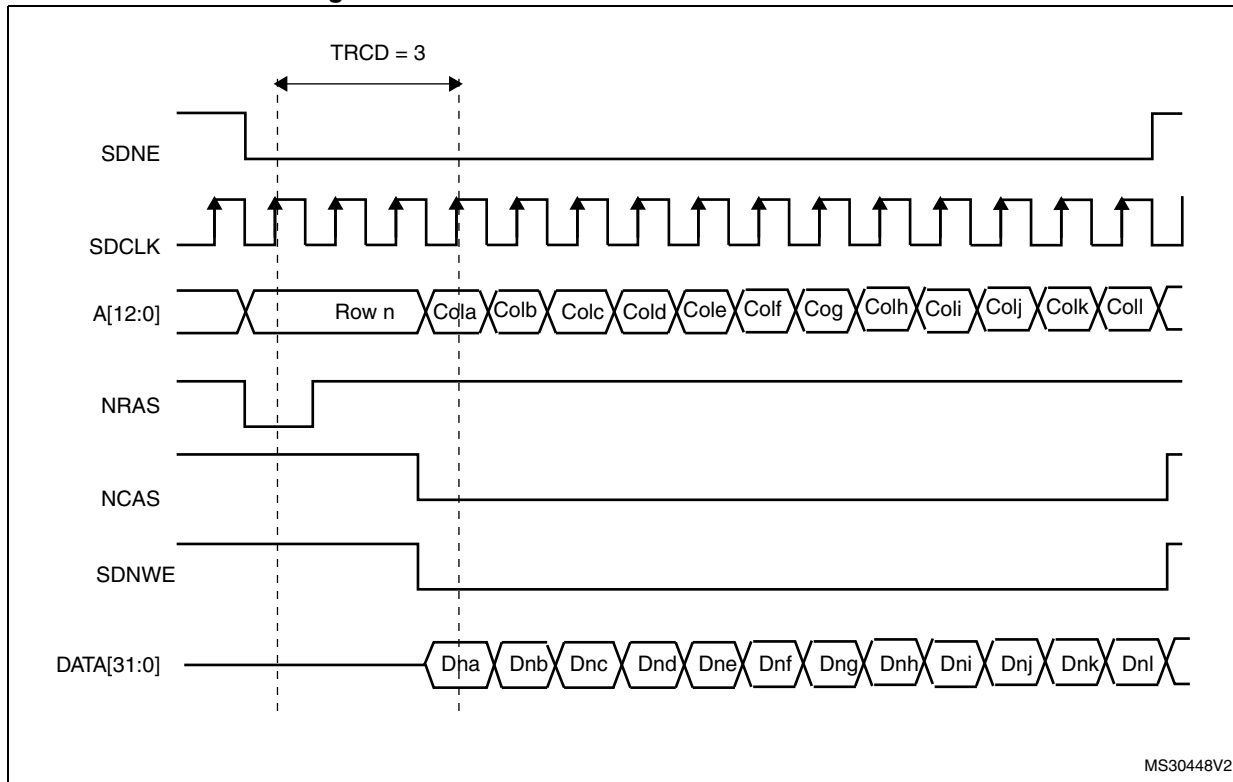 TRCD = 3
SDNE
SDCLK
A[12:0] Row n Cola Colb Colc Cold Cole Colf Cog Colh Coli Colj Colk Coll
NRAS
NCAS
SDNWE
DATA[31:0] Dna Dnb Dnc Dnd Dne Dnf Dng Dnh Dni Dnj Dnk Dnl
MS30448V2